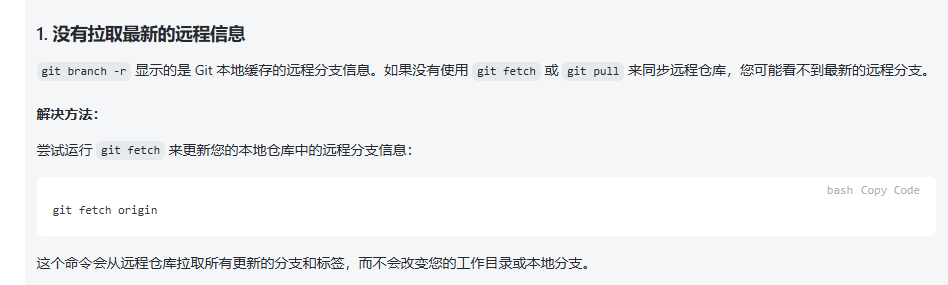 1. 没有拉取最新的远程信息
git branch -r 显示的是 Git 本地缓存的远程分支信息。如果没有使用 git fetch 或 git pull 来同步远程仓库，您可能看不到最新的远程分支。
解决方法：
尝试运行 git fetch 来更新您的本地仓库中的远程分支信息：
bash Copy Code
git fetch origin
这个命令会从远程仓库拉取所有更新的分支和标签，而不会改变您的工作目录或本地分支。